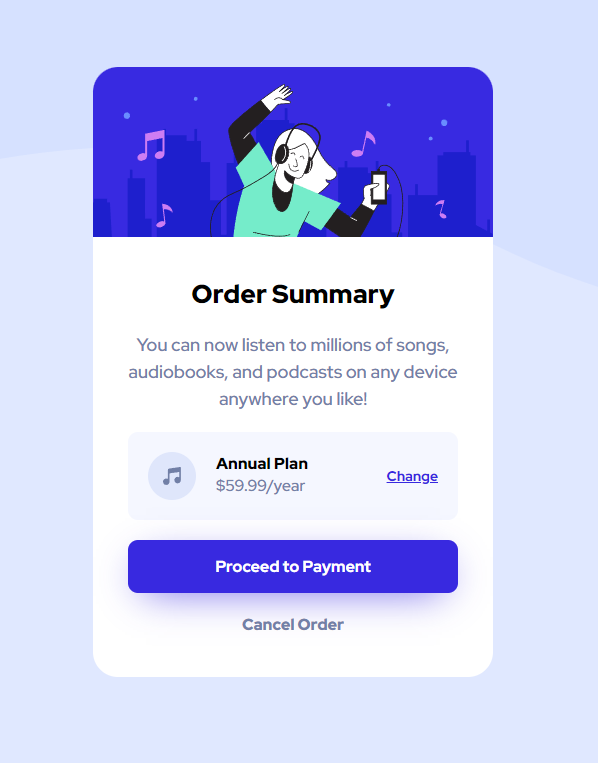 Order Summary
You can now listen to millions of songs,
audiobooks, and podcasts on any device
anywhere you like!
Annual Plan
$59.99/year
Change
Proceed to Payment
Cancel Order